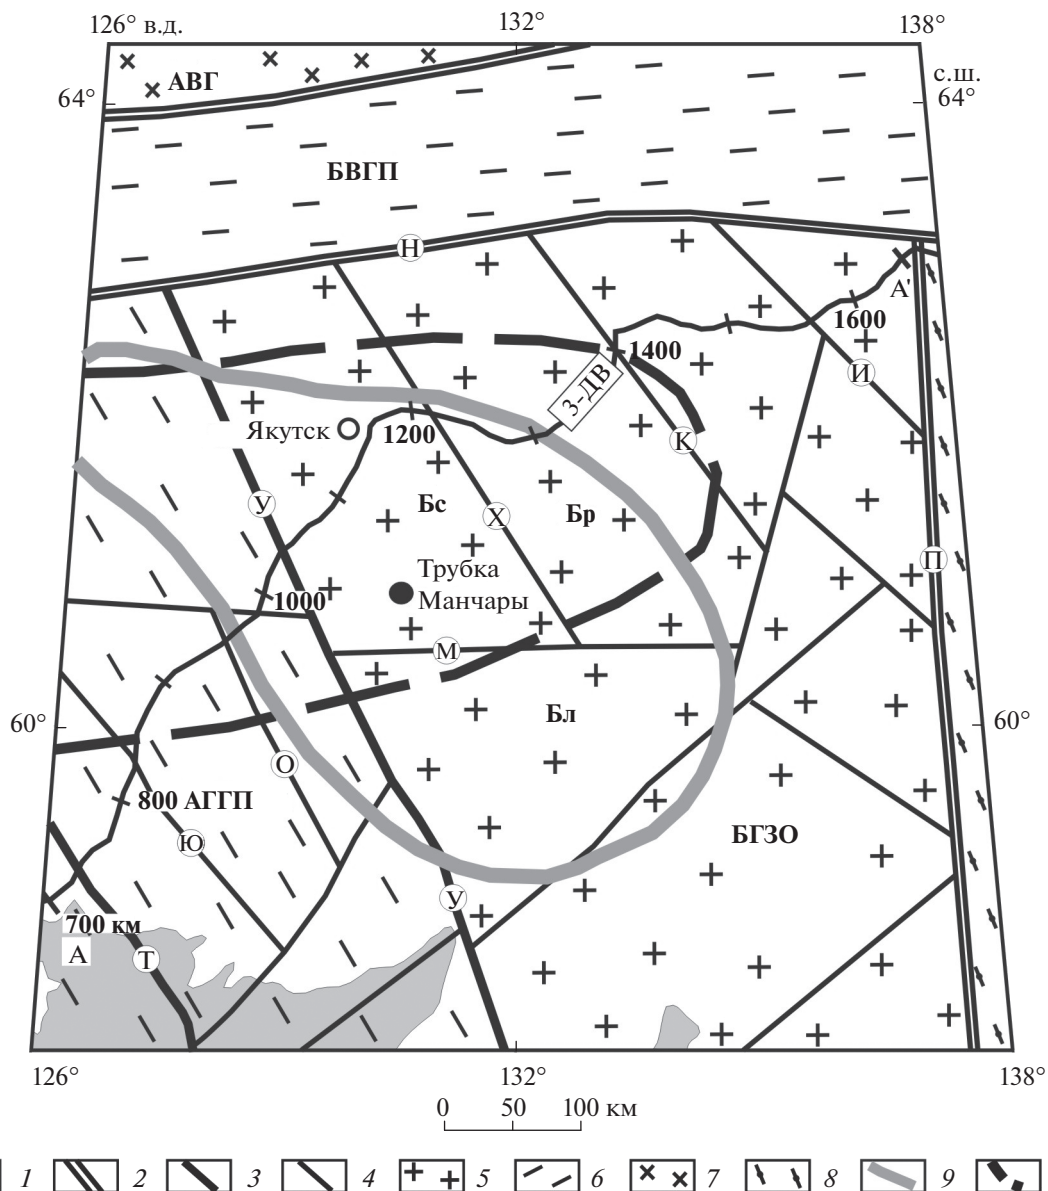 126° в.д.
132°
138°
АВГ
с.ш.
64°
64°
БВГП
Н
А'
1600
1400
И
3-ДВ
Якутск
1200
К
У
Бс
Х
Бр
П
Трубка
Манчары
1000
М
60°
Бл
60°
О
800 АГГП
Ю
БГЗО
У
700 км
А
Т
126°
132°
138°
0 50 100 км
1 2 3 4 5 6 7 8 9